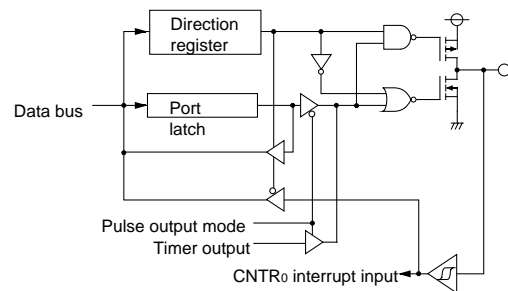 Direction
register
Data bus
Port
latch
Pulse output mode
Timer output
CNTR0 interrupt input